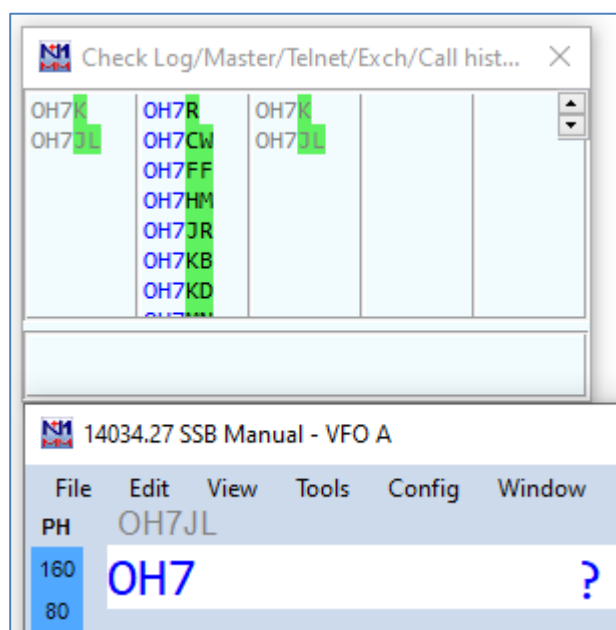 Check Log/Master/Telnet/Exch/Call hist...
OH7K OH7R OH7K
OH7JL OH7CW OH7JL
OH7FF
OH7HM
OH7JR
OH7KB
OH7KD
14034.27 SSB Manual - VFO A
File Edit View Tools Config Window
PH OH7JL
160 OH7 ?
80